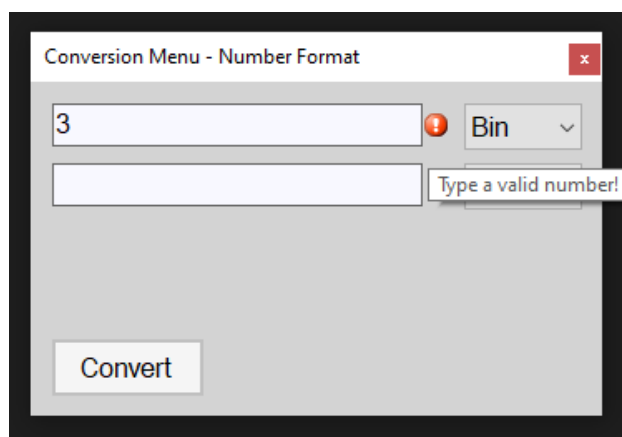 Conversion Menu - Number Format
x
3
Bin
Type a valid number!
Convert